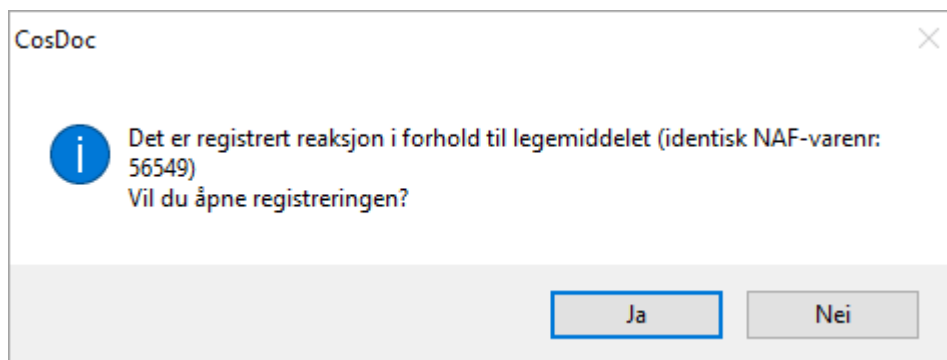 CosDoc
Det er registrert reaksjon i forhold til legemiddelet (identisk NAF-varenr:
56549)
Vil du åpne registreringen?
Ja
Nei